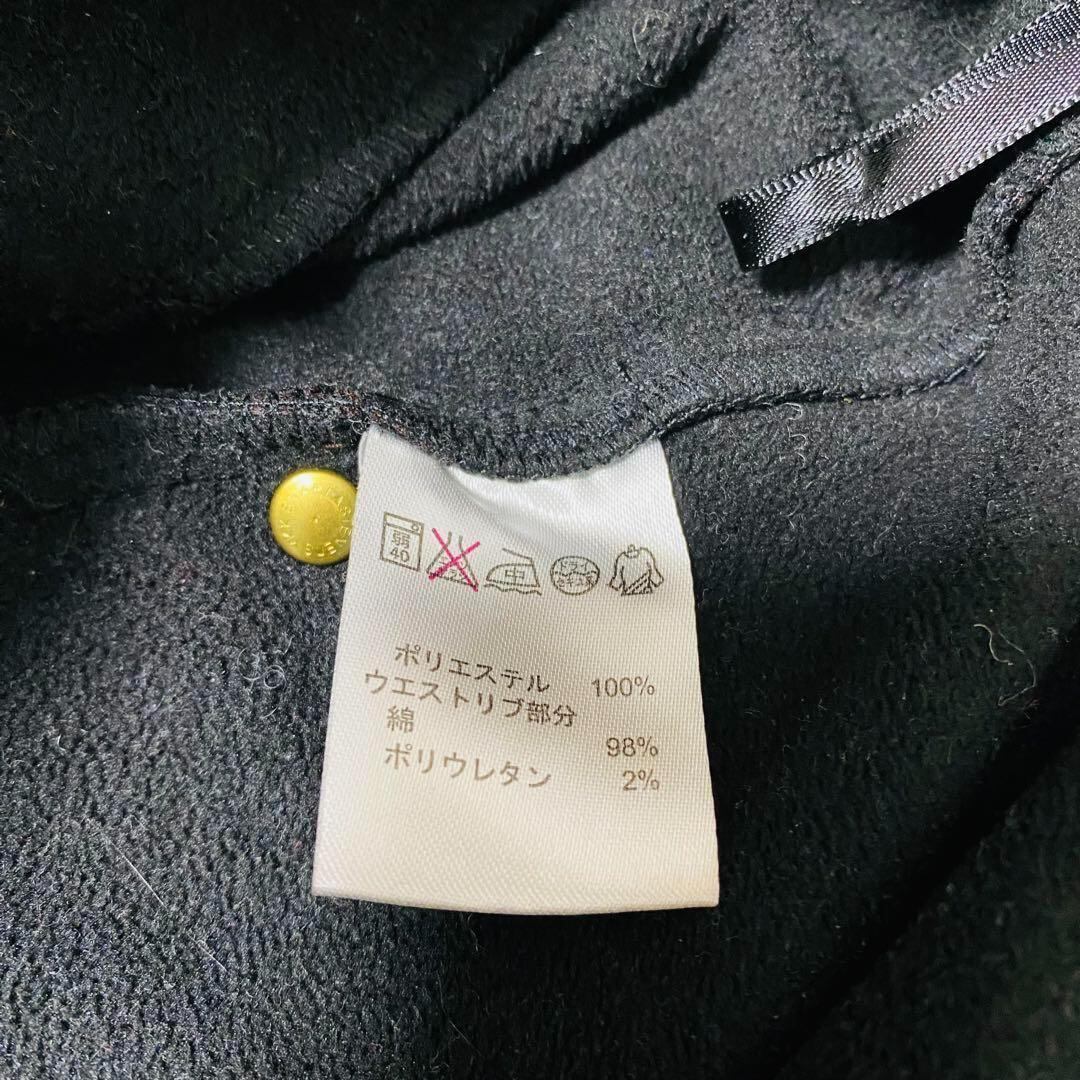 弱
40
中
ポリエステル 100%
ウエストリブ部分
綿 98%
ポリウレタン 2%